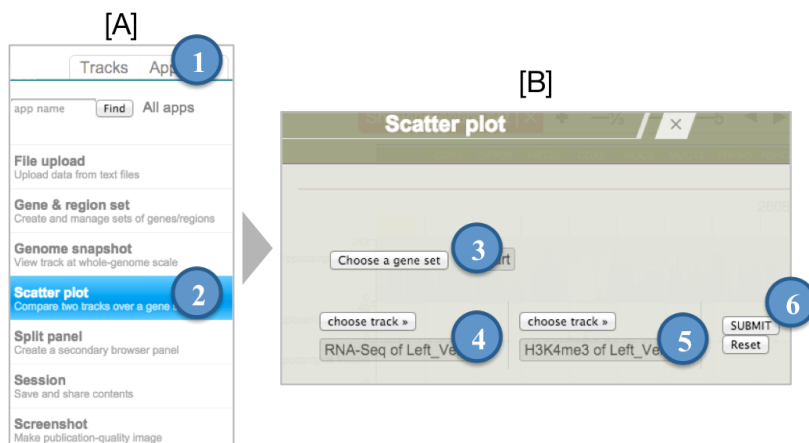 [A]
Tracks Ap
1
app name Find All apps
File upload
Upload data from text files
Gene & region set
Create and manage sets of genes/regions
Genome snapshot
View track at whole-genome scale
Scatter plot
Compare two tracks over a gene
2
Split panel
Create a secondary browser panel
Session
Save and share contents
Screenshot
Make publication-quality image
[B]
Scatter plot ×
Choose a gene set
3
choose track »
RNA-Seq of Left_Ve
4
choose track »
H3K4me3 of Left_Ve
5
6
SUBMIT
Reset